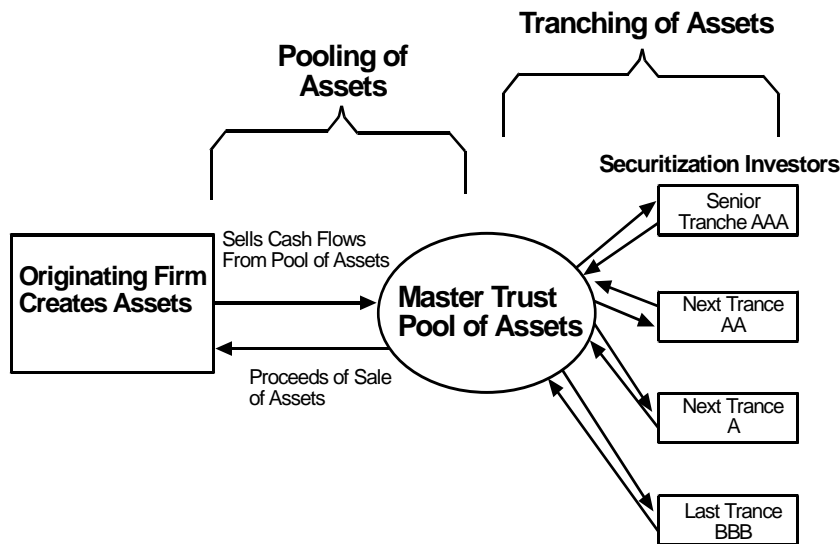 Tranching of Assets
Pooling of
Assets
Securitization Investors
Senior
Tranche AAA
Sells Cash Flows
From Pool of Assets
Originating Firm
Creates Assets
Master Trust
Pool of Assets
Next Trance
AA
Proceeds of Sale
of Assets
Next Trance
A
Last Trance
BBB